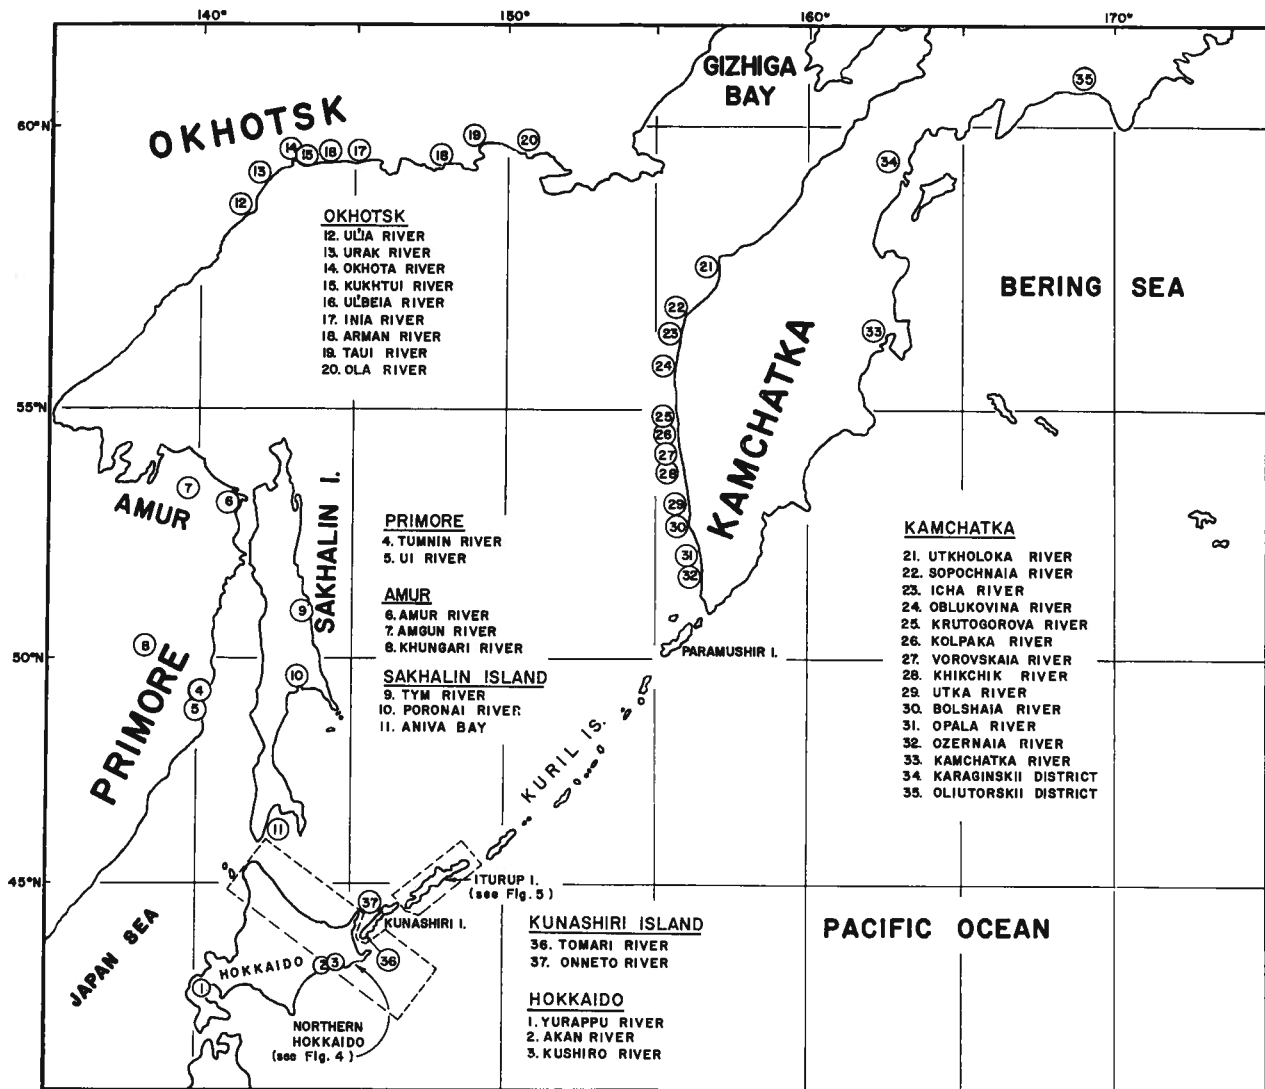 140°
150°
160°
170°
60°N
55°N
50°N
45°N
OKHOTSK
GIZHIGA
BAY
35
34
14
15
18
17
18
19
20
13
12
OKHOTSK
12. UL'IA RIVER
13. URAK RIVER
14. OKHOTA RIVER
15. KUKHTUI RIVER
16. UL'BEIA RIVER
17. INIA RIVER
18. ARMAN RIVER
19. TAUI RIVER
20. OLA RIVER
21
22
23
24
25
26
27
28
29
30
31
32
33
KAMCHATKA
BERING SEA
7
6
AMUR
SAKHALIN I.
9
10
8
4
5
PRIMORE
PRIMORE
4. TUMNIN RIVER
5. UI RIVER
AMUR
6. AMUR RIVER
7. AMGUN RIVER
8. KHUNGARI RIVER
SAKHALIN ISLAND
9. TYM RIVER
10. PORONAI RIVER
11. ANIVA BAY
PARAMUSHIR I.
KAMCHATKA
21. UTKHOLOKA RIVER
22. SOPOCHNAIA RIVER
23. ICHA RIVER
24. OBLUKOVINA RIVER
25. KRUTOGOROVA RIVER
26. KOLPAKA RIVER
27. VOROVSKAIA RIVER
28. KHIKCHIK RIVER
29. UTKA RIVER
30. BOLSHAIA RIVER
31. OPALA RIVER
32. OZERNAIA RIVER
33. KAMCHATKA RIVER
34. KARAGINSKII DISTRICT
35. OLIUTORSKII DISTRICT
KURIL IS.
11
ITURUP I.
(see Fig. 5)
37
KUNASHIRI I.
36
JAPAN SEA
HOKKAIDO
1
2
3
NORTHERN
HOKKAIDO
(see Fig. 4)
KUNASHIRI ISLAND
36. TOMARI RIVER
37. ONNETO RIVER
HOKKAIDO
1. YURAPPU RIVER
2. AKAN RIVER
3. KUSHIRO RIVER
PACIFIC OCEAN